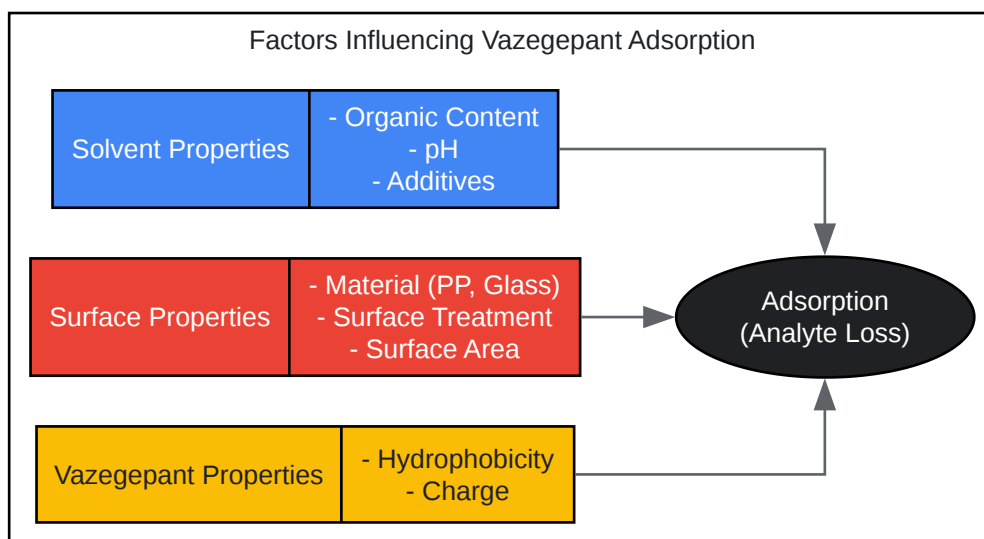 Factors Influencing Vazegepant Adsorption
Solvent Properties
- Organic Content
- pH
- Additives
Surface Properties
- Material (PP, Glass)
- Surface Treatment
- Surface Area
Adsorption
(Analyte Loss)
Vazegepant Properties
- Hydrophobicity
- Charge